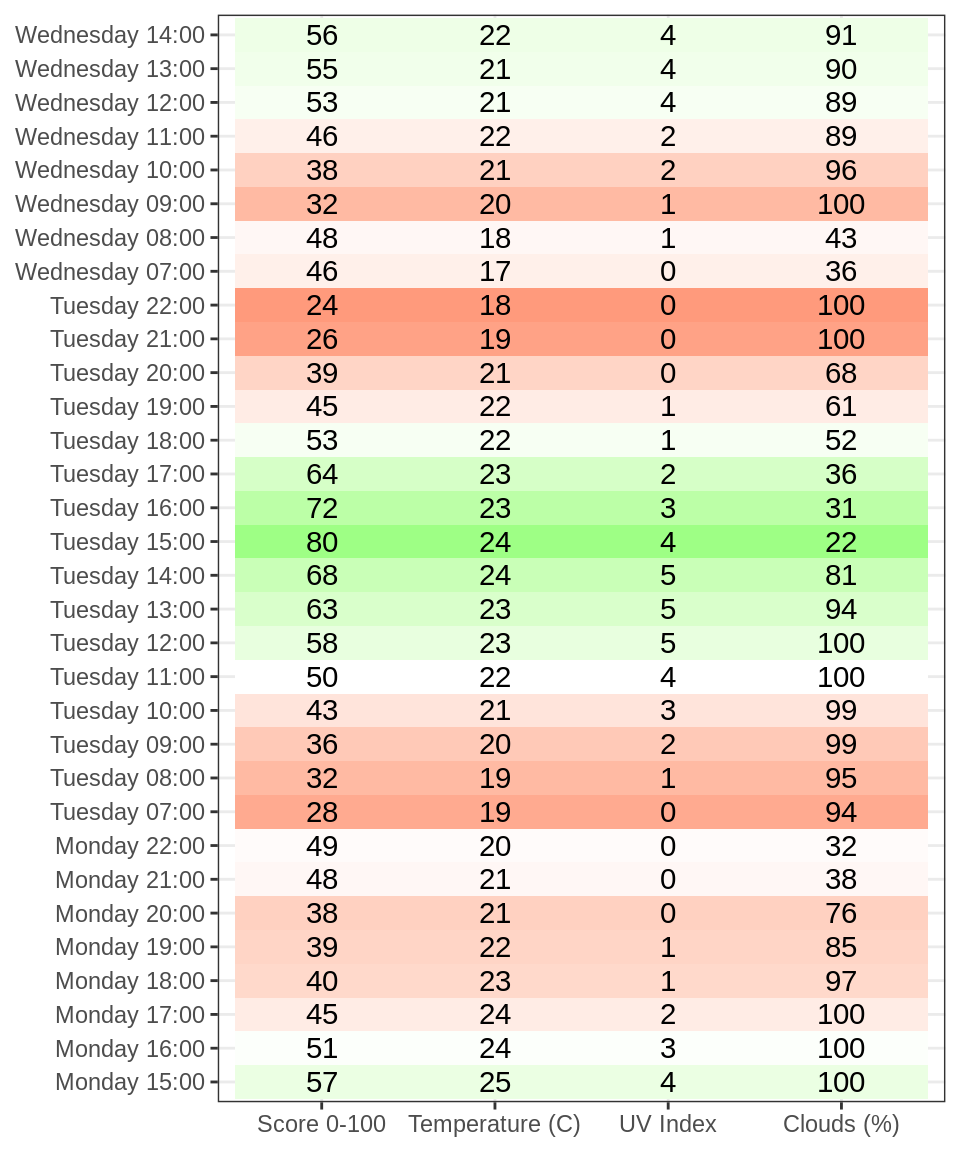 Wednesday 14:00 56 22 4 91
Wednesday 13:00 55 21 4 90
Wednesday 12:00 53 21 4 89
Wednesday 11:00 46 22 2 89
Wednesday 10:00 38 21 2 96
Wednesday 09:00 32 20 1 100
Wednesday 08:00 48 18 1 43
Wednesday 07:00 46 17 0 36
Tuesday 22:00 24 18 0 100
Tuesday 21:00 26 19 0 100
Tuesday 20:00 39 21 0 68
Tuesday 19:00 45 22 1 61
Tuesday 18:00 53 22 1 52
Tuesday 17:00 64 23 2 36
Tuesday 16:00 72 23 3 31
Tuesday 15:00 80 24 4 22
Tuesday 14:00 68 24 5 81
Tuesday 13:00 63 23 5 94
Tuesday 12:00 58 23 5 100
Tuesday 11:00 50 22 4 100
Tuesday 10:00 43 21 3 99
Tuesday 09:00 36 20 2 99
Tuesday 08:00 32 19 1 95
Tuesday 07:00 28 19 0 94
Monday 22:00 49 20 0 32
Monday 21:00 48 21 0 38
Monday 20:00 38 21 0 76
Monday 19:00 39 22 1 85
Monday 18:00 40 23 1 97
Monday 17:00 45 24 2 100
Monday 16:00 51 24 3 100
Monday 15:00 57 25 4 100
Score 0-100 Temperature (C) UV Index Clouds (%)